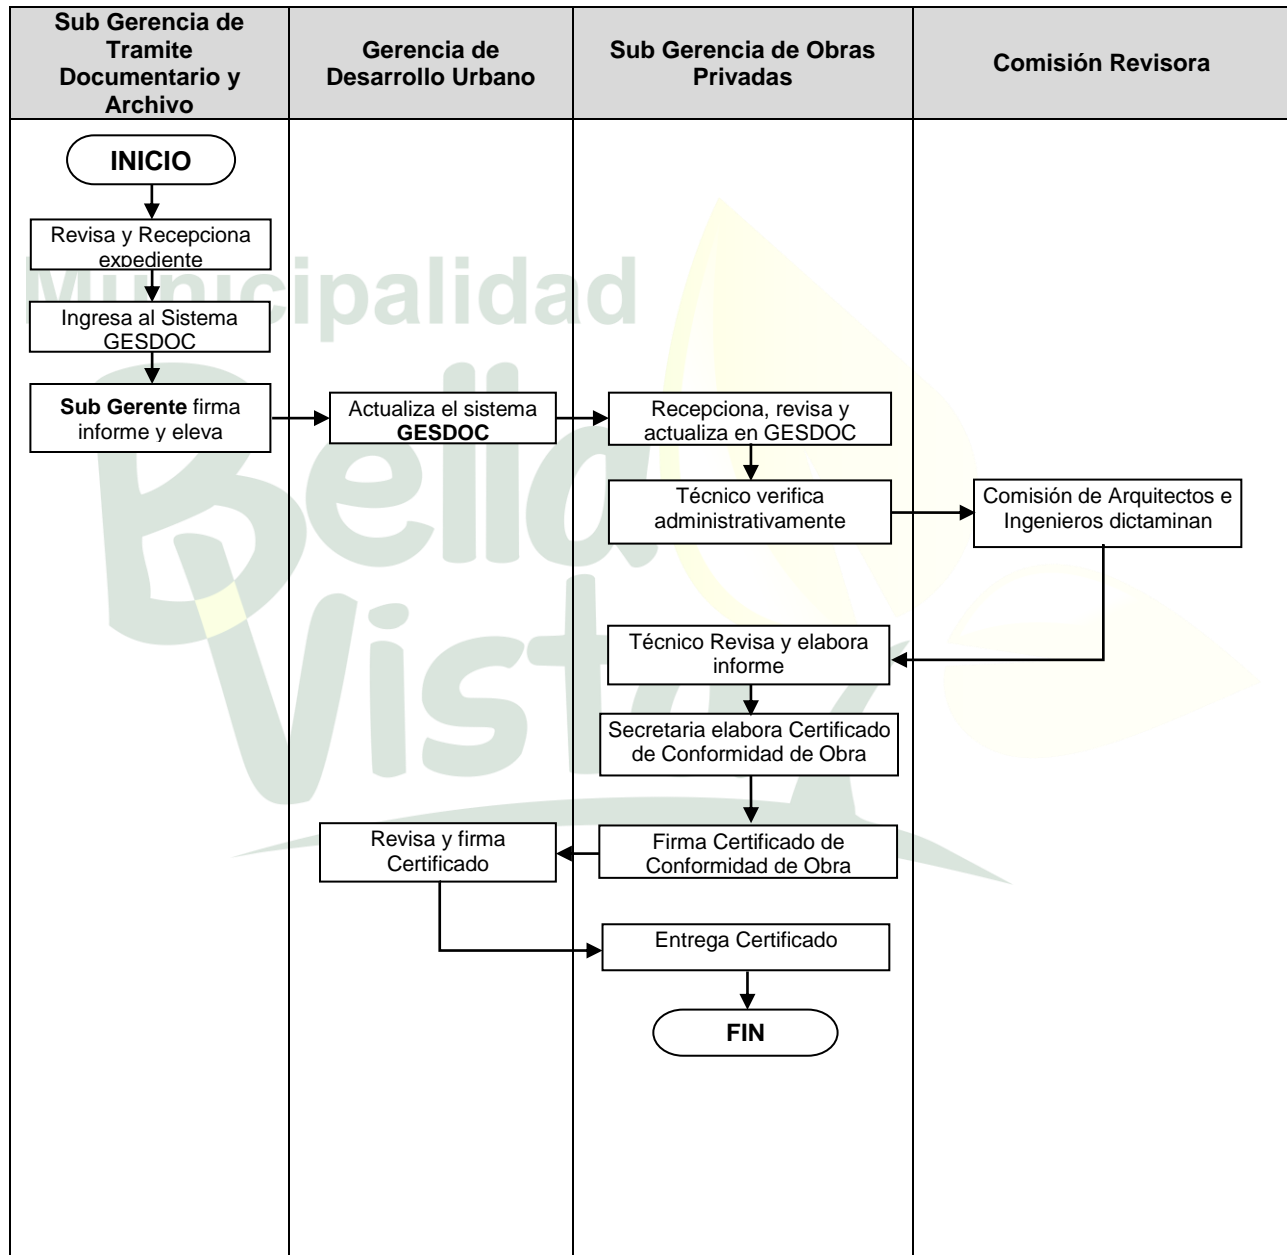 Sub Gerencia de
Tramite
Documentario y
Archivo
Gerencia de
Desarrollo Urbano
Sub Gerencia de Obras
Privadas
Comisión Revisora
INICIO
Revisa y Recepciona
expediente
Ingresa al Sistema
GESDOC
Sub Gerente firma
informe y eleva
Actualiza el sistema
GESDOC
Recepciona, revisa y
actualiza en GESDOC
Técnico verifica
administrativamente
Comisión de Arquitectos e
Ingenieros dictaminan
Técnico Revisa y elabora
informe
Secretaria elabora Certificado
de Conformidad de Obra
Firma Certificado de
Conformidad de Obra
Revisa y firma
Certificado
Entrega Certificado
FIN
Municipalidad
Bella
Vista